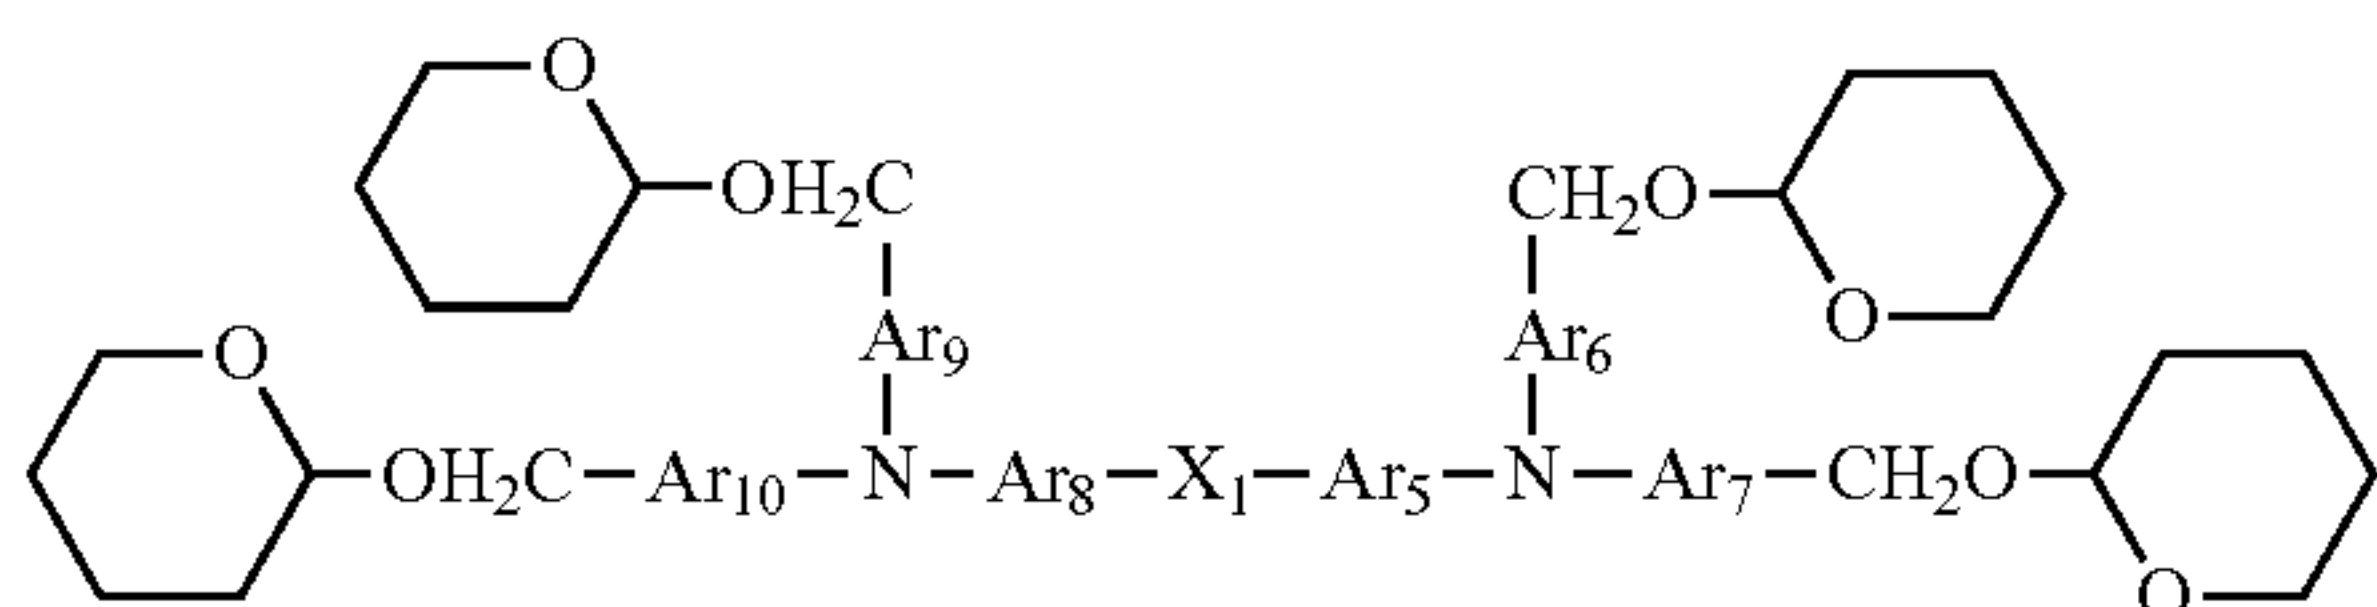 O
OH₂C CH₂O
O
O Ar₉ Ar₆
OH₂C—Ar₁₀—N—Ar₈—X₁—Ar₅—N—Ar₇—CH₂O
O